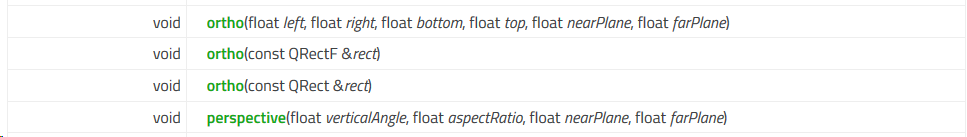 void ortho(float left, float right, float bottom, float top, float nearPlane, float farPlane)
void ortho(const QRectF &rect)
void ortho(const QRect &rect)
void perspective(float verticalAngle, float aspectRatio, float nearPlane, float farPlane)